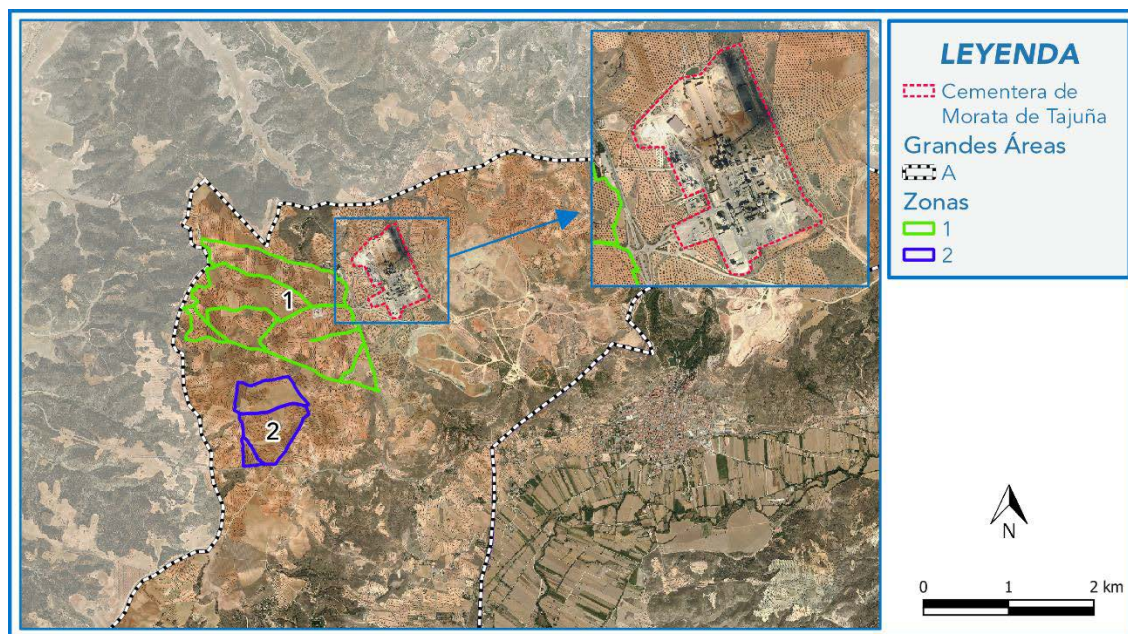 LEYENDA
Cementera de
Morata de Tajuña
Grandes Áreas
A
Zonas
1
2
1
2
N
0 1 2 km